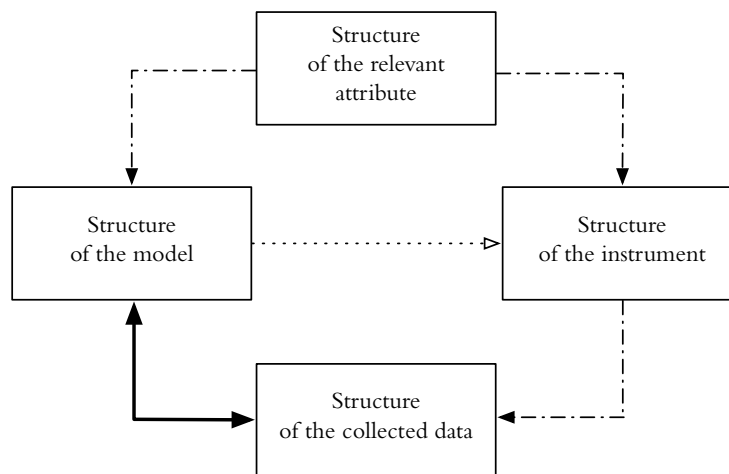 Structure
of the relevant
attribute
Structure
of the model
Structure
of the instrument
Structure
of the collected data